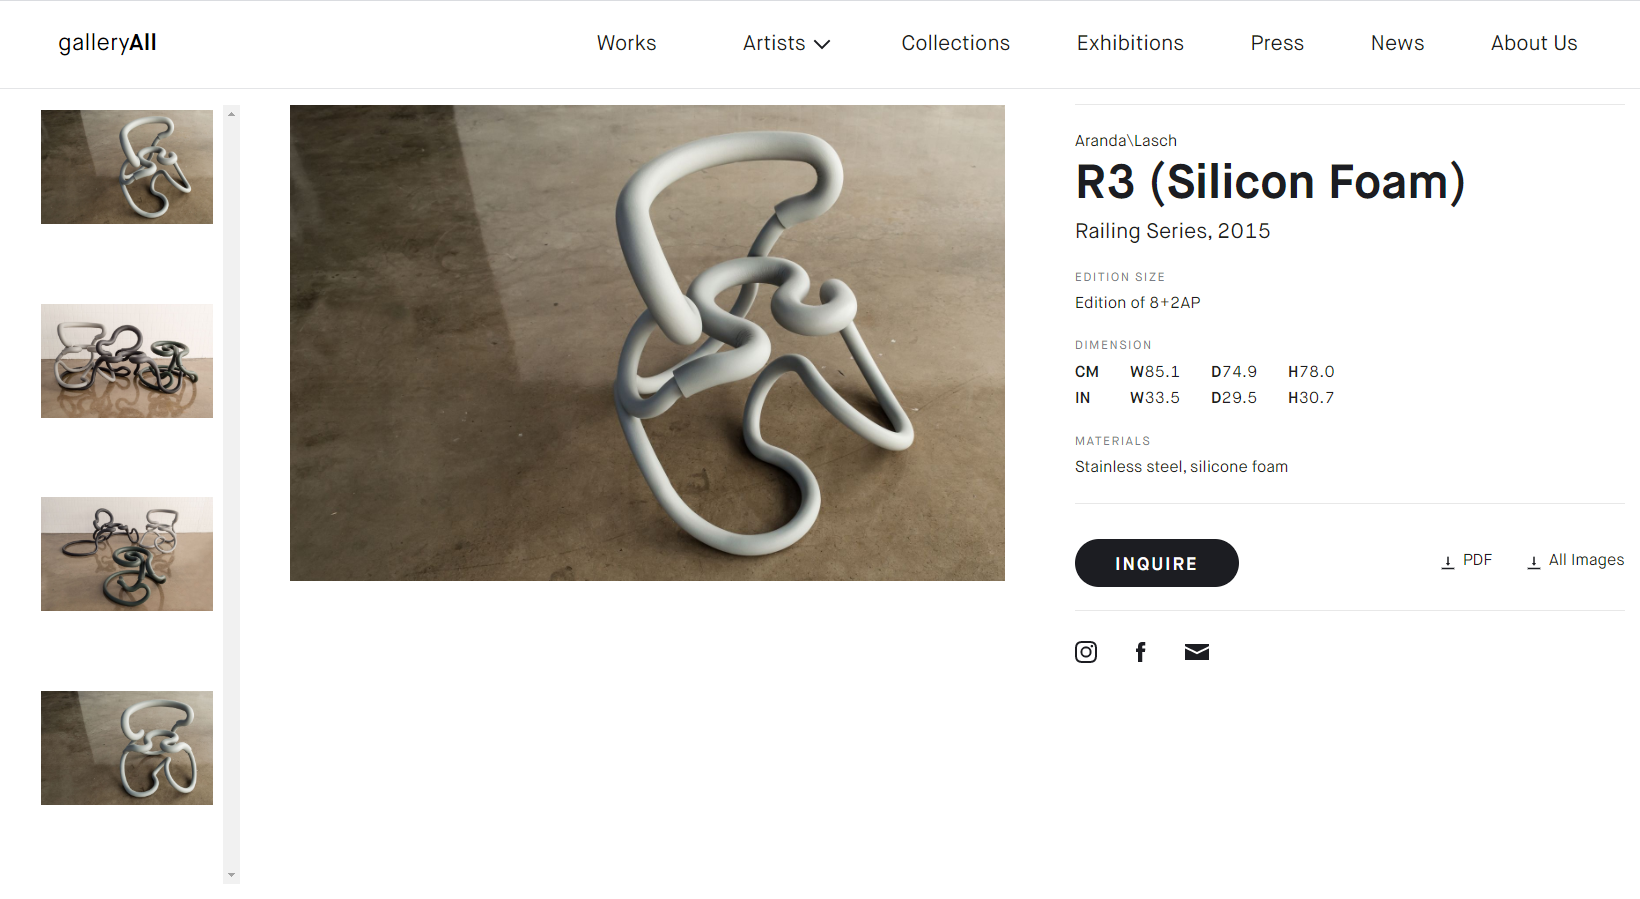 galleryAll
Works
Artists
Collections
Exhibitions
Press
News
About Us
Aranda\Lasch
R3 (Silicon Foam)
Railing Series, 2015
EDITION SIZE
Edition of 8+2AP
DIMENSION
CM W85.1 D74.9 H78.0
IN W33.5 D29.5 H30.7
MATERIALS
Stainless steel, silicone foam
INQUIRE
PDF
All Images